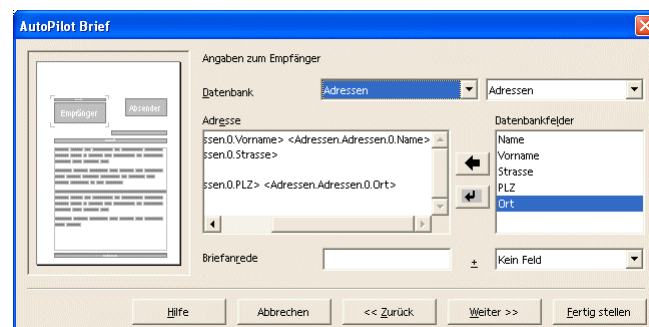 AutoPilot Brief
Empfänger
Absender
Angaben zum Empfänger
Datenbank
Adressen
Adressen
Adresse
ssen.0.Vorname> <Adressen.Adressen.0.Name>
ssen.0.Strasse>
ssen.0.PLZ> <Adressen.Adressen.0.Ort>
Datenbankfelder
Name
Vorname
Strasse
PLZ
Ort
Briefanrede
+
Kein Feld
Hilfe
Abbrechen
<< Zurück
Weiter >>
Fertig stellen